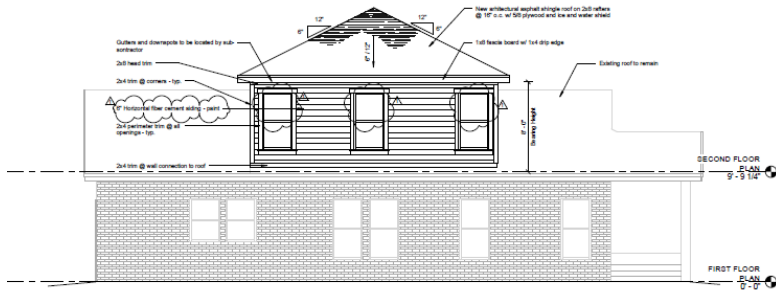 12"
6"
6 / 12"
12"
6"
New architectural asphalt shingle roof on 2x8 rafters
@ 16" o.c. w/ 5/8 plywood and ice and water shield
Gutters and downspots to be located by sub-
contractor
1x8 fascia board w/ 1x4 drip edge
2x8 head trim
Existing roof to remain
2x4 trim @ corners - typ.
6" Horizontal fiber cement siding - paint
2x4 perimeter trim @ all
openings - typ.
8' - 0"
Bearing Height
2x4 trim @ wall connection to roof
SECOND FLOOR
PLAN
9' - 9 1/4"
FIRST FLOOR
PLAN
0' - 0"